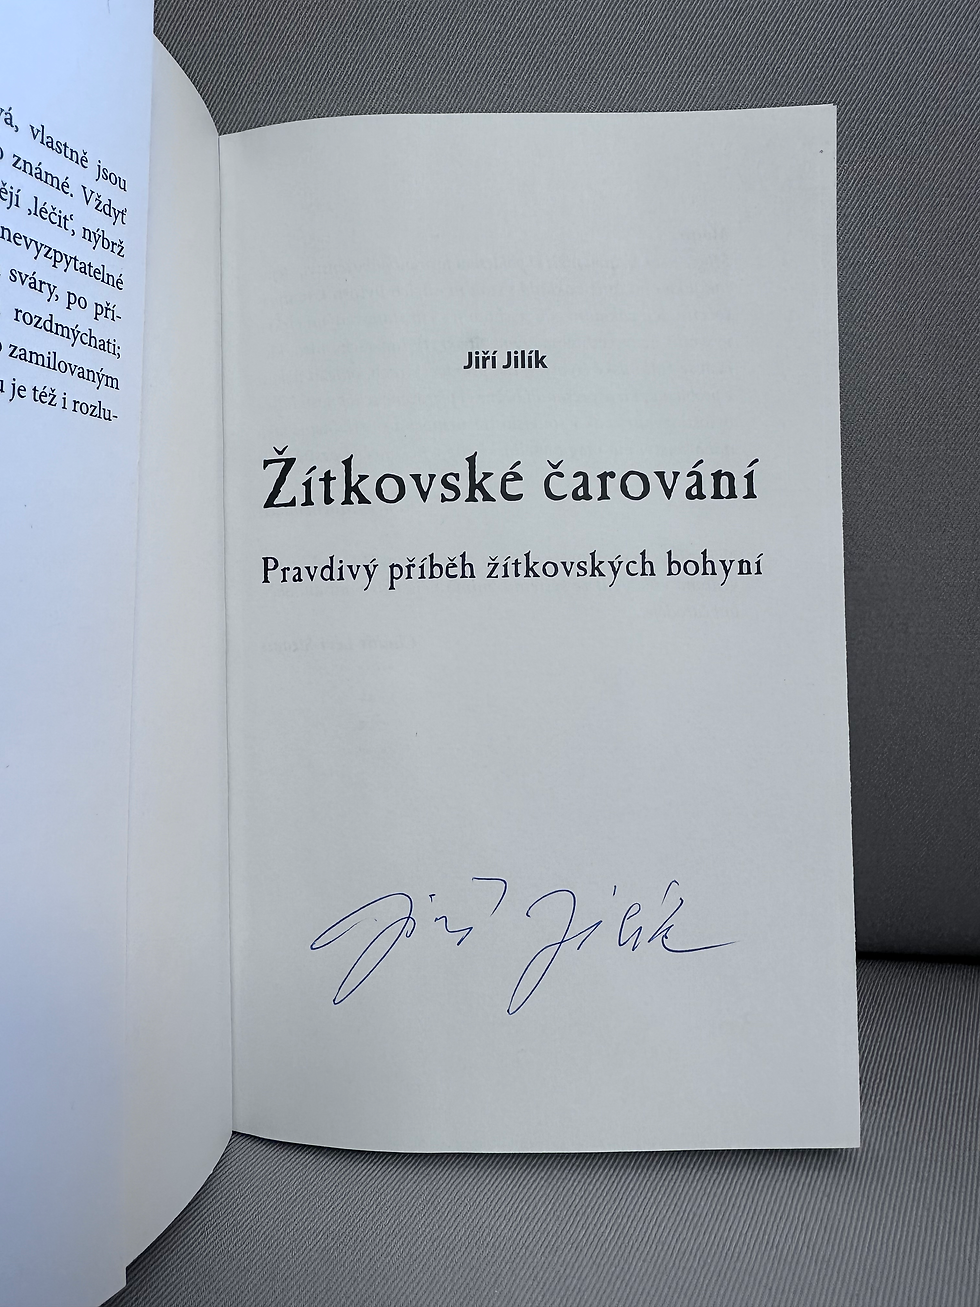 vá, vlastně jsou
známé. Vždyť
ějí ‚léčit‘, nýbrž
nevyzpytatelné
sváry, po pří-
rozdmýchati;
zamilovaným
u je též i rozlu-
Jiří Jilík
Žítkovské čarování
Pravdivý příběh žítkovských bohyní
Jiří Jilík